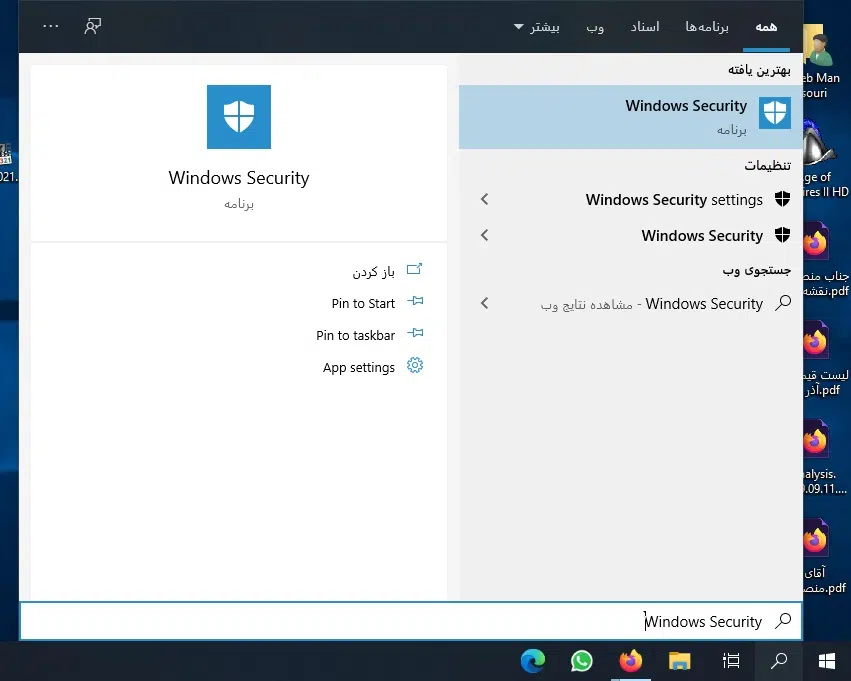 همه
برنامه‌ها
اسناد
وب
بیشتر
بهترین یافته
Windows Security
برنامه
تنظیمات
Windows Security settings
Windows Security
جستجوی وب
Windows Security - مشاهده نتایج وب
Windows Security
برنامه
باز کردن
Pin to Start
Pin to taskbar
App settings
Windows Security
eb Man
souri
ge of
ires II HD
جناب منص
نقشه.pdf
لیست قیم
آذر.pdf
alysis.
9.09.11....
آقای
منص.pdf
021.